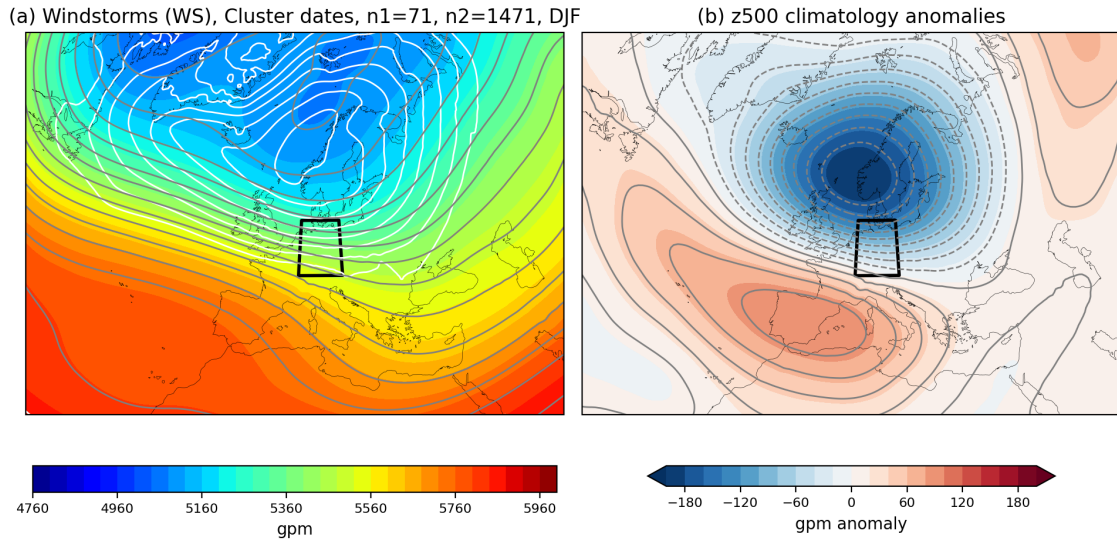 (a) Windstorms (WS), Cluster dates, n1=71, n2=1471, DJF
(b) z500 climatology anomalies
4760 4960 5160 5360 5560 5760 5960
gpm
−180 −120 −60 0 60 120 180
gpm anomaly